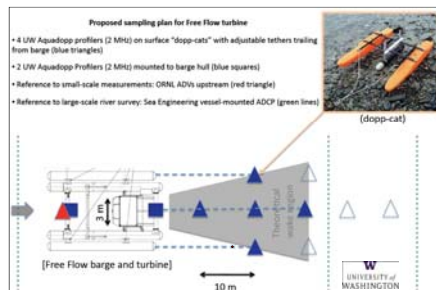 Proposed sampling plan for Free Flow turbine
• 4 UW Aquadopp profilers (2 MHz) on surface “dopp-cats” with adjustable tethers trailing
from barge (blue triangles)
• 2 UW Aquadopp Profilers (2 MHz) mounted to barge hull (blue squares)
• Reference to small-scale measurements: ORNL ADVs upstream (red triangle)
• Reference to large-scale river survey: Sea Engineering vessel-mounted ADCP (green lines)
(dopp-cat)
3 m
Theoretical
wake region
[Free Flow barge and turbine]
10 m
W
UNIVERSITY of
WASHINGTON